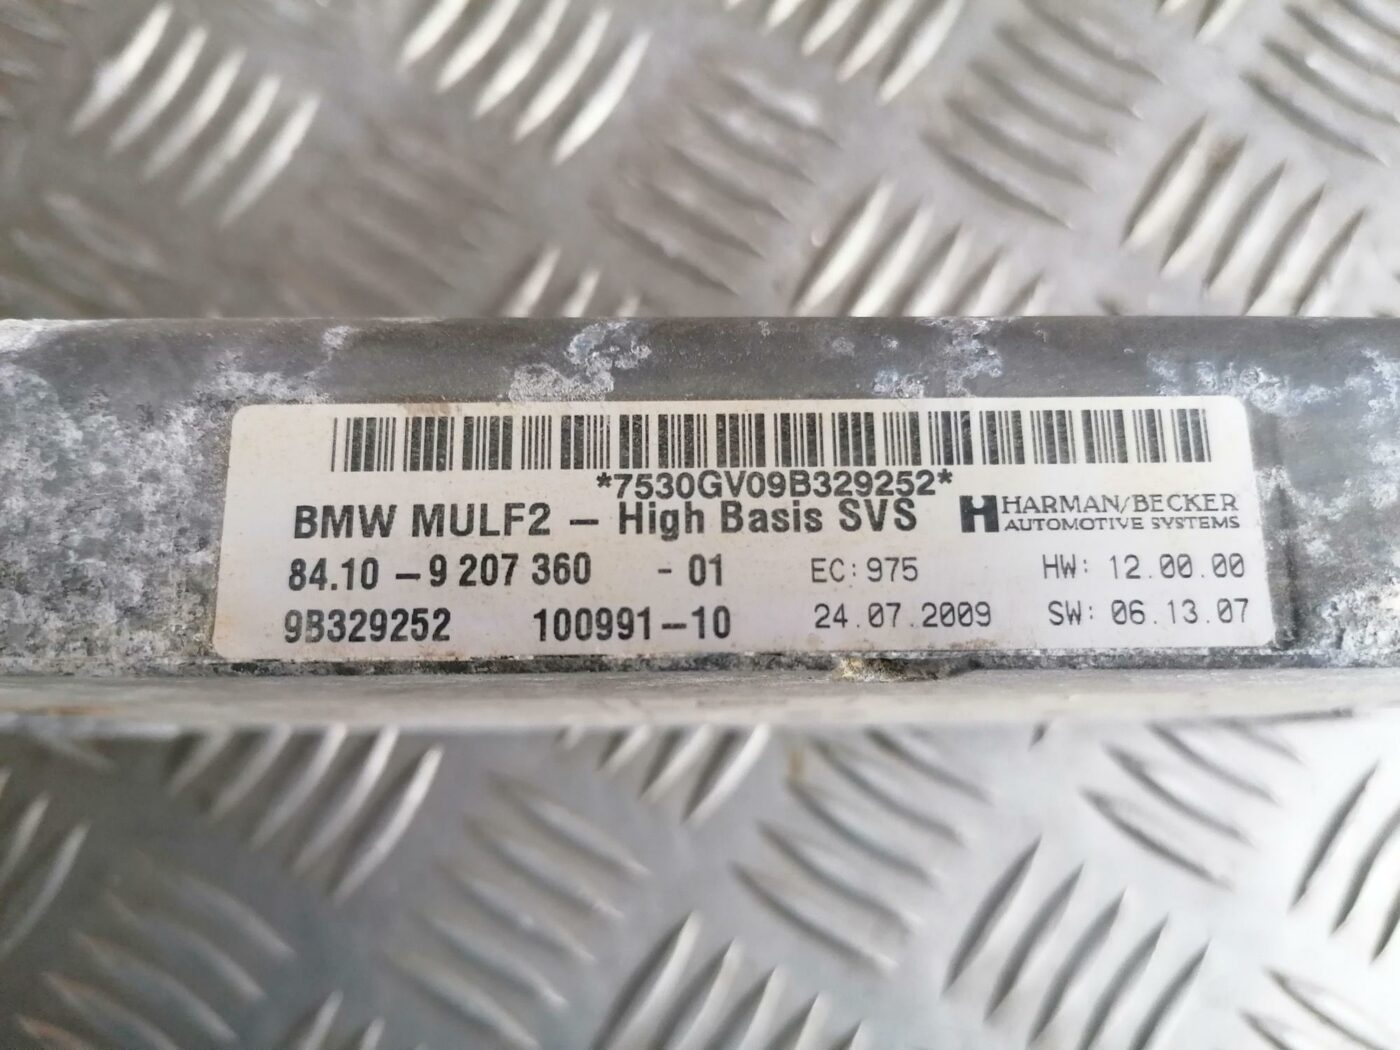 *7530GV09B329252*
BMW MULF2 - High Basis SVS
HARMAN/BECKER
AUTOMOTIVE SYSTEMS
84.10 - 9 207 360 - 01 EC: 975 HW: 12.00.00
9B329252 100991-10 24.07.2009 SW: 06.13.07